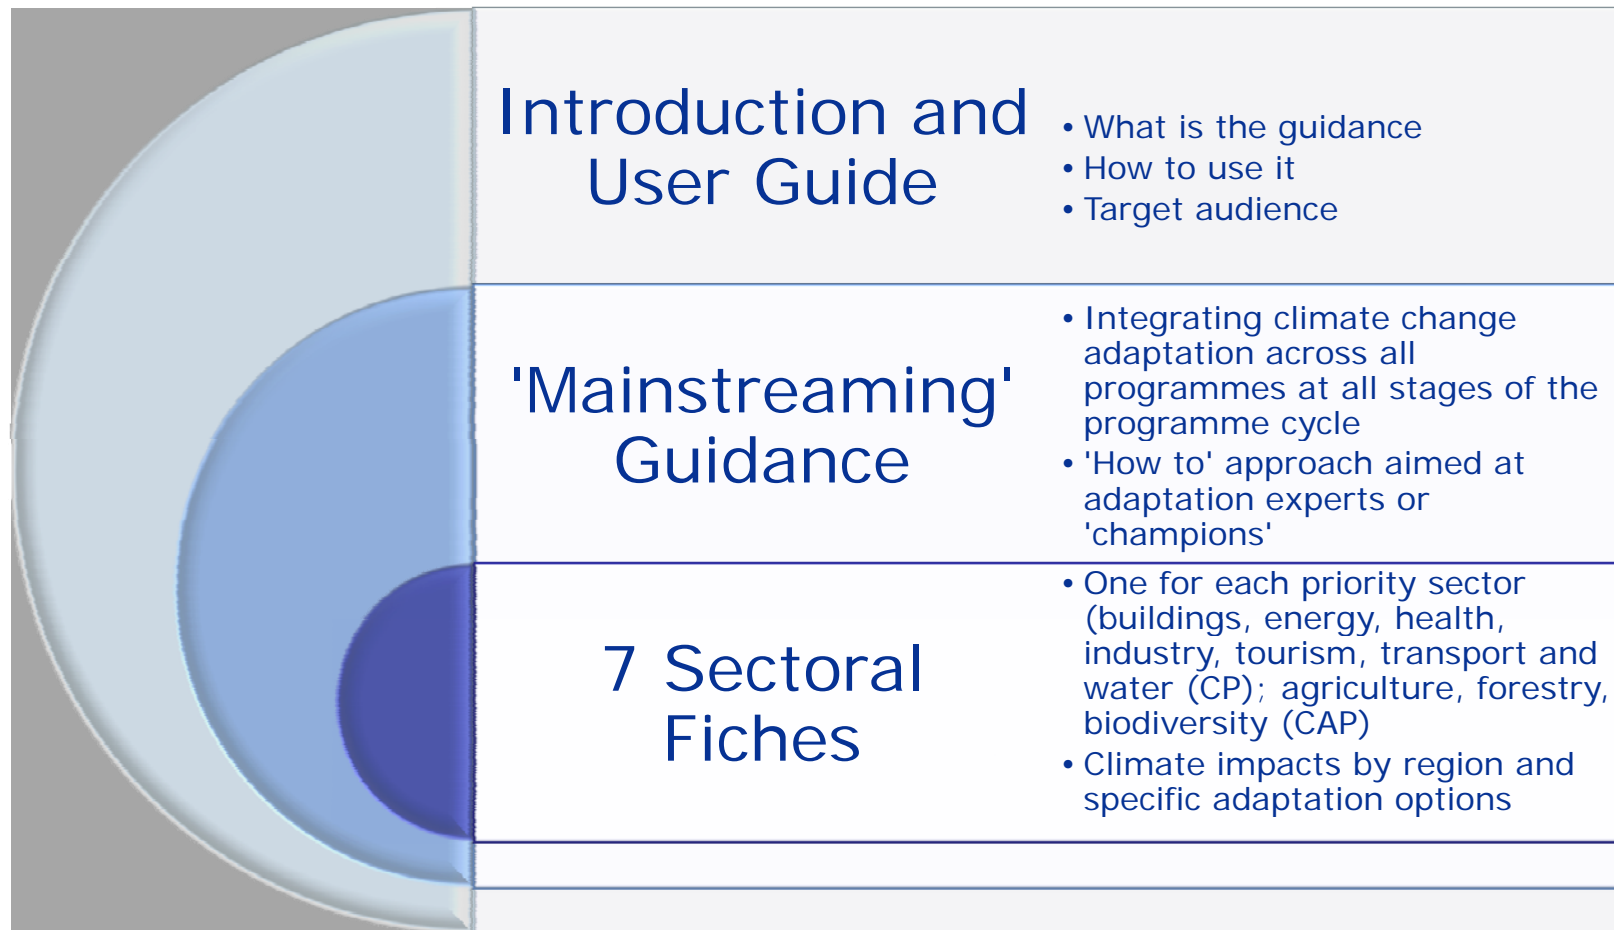 Introduction and
User Guide
• What is the guidance
• How to use it
• Target audience
'Mainstreaming'
Guidance
• Integrating climate change
adaptation across all
programmes at all stages of the
programme cycle
• 'How to' approach aimed at
adaptation experts or
'champions'
7 Sectoral
Fiches
• One for each priority sector
(buildings, energy, health,
industry, tourism, transport and
water (CP); agriculture, forestry,
biodiversity (CAP)
• Climate impacts by region and
specific adaptation options